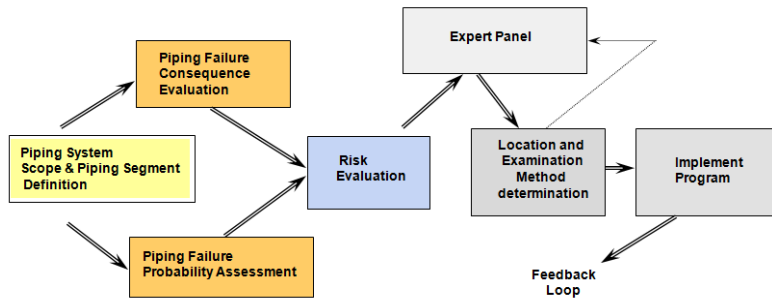 Piping Failure
Consequence
Evaluation
Expert Panel
Piping System
Scope & Piping Segment
Definition
Risk
Evaluation
Location and
Examination
Method
determination
Implement
Program
Piping Failure
Probability Assessment
Feedback
Loop